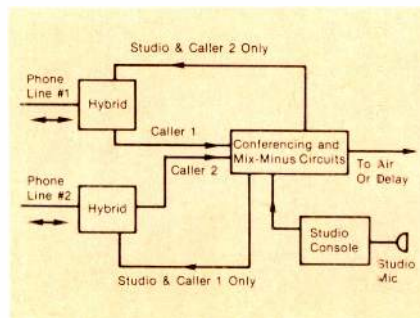 Studio & Caller 2 Only
Phone
Line #1
Hybrid
Caller 1
Conferencing and
Mix-Minus Circuits
To Air
Or Delay
Phone
Line #2
Hybrid
Caller 2
Studio
Console
Studio
Mic
Studio & Caller 1 Only